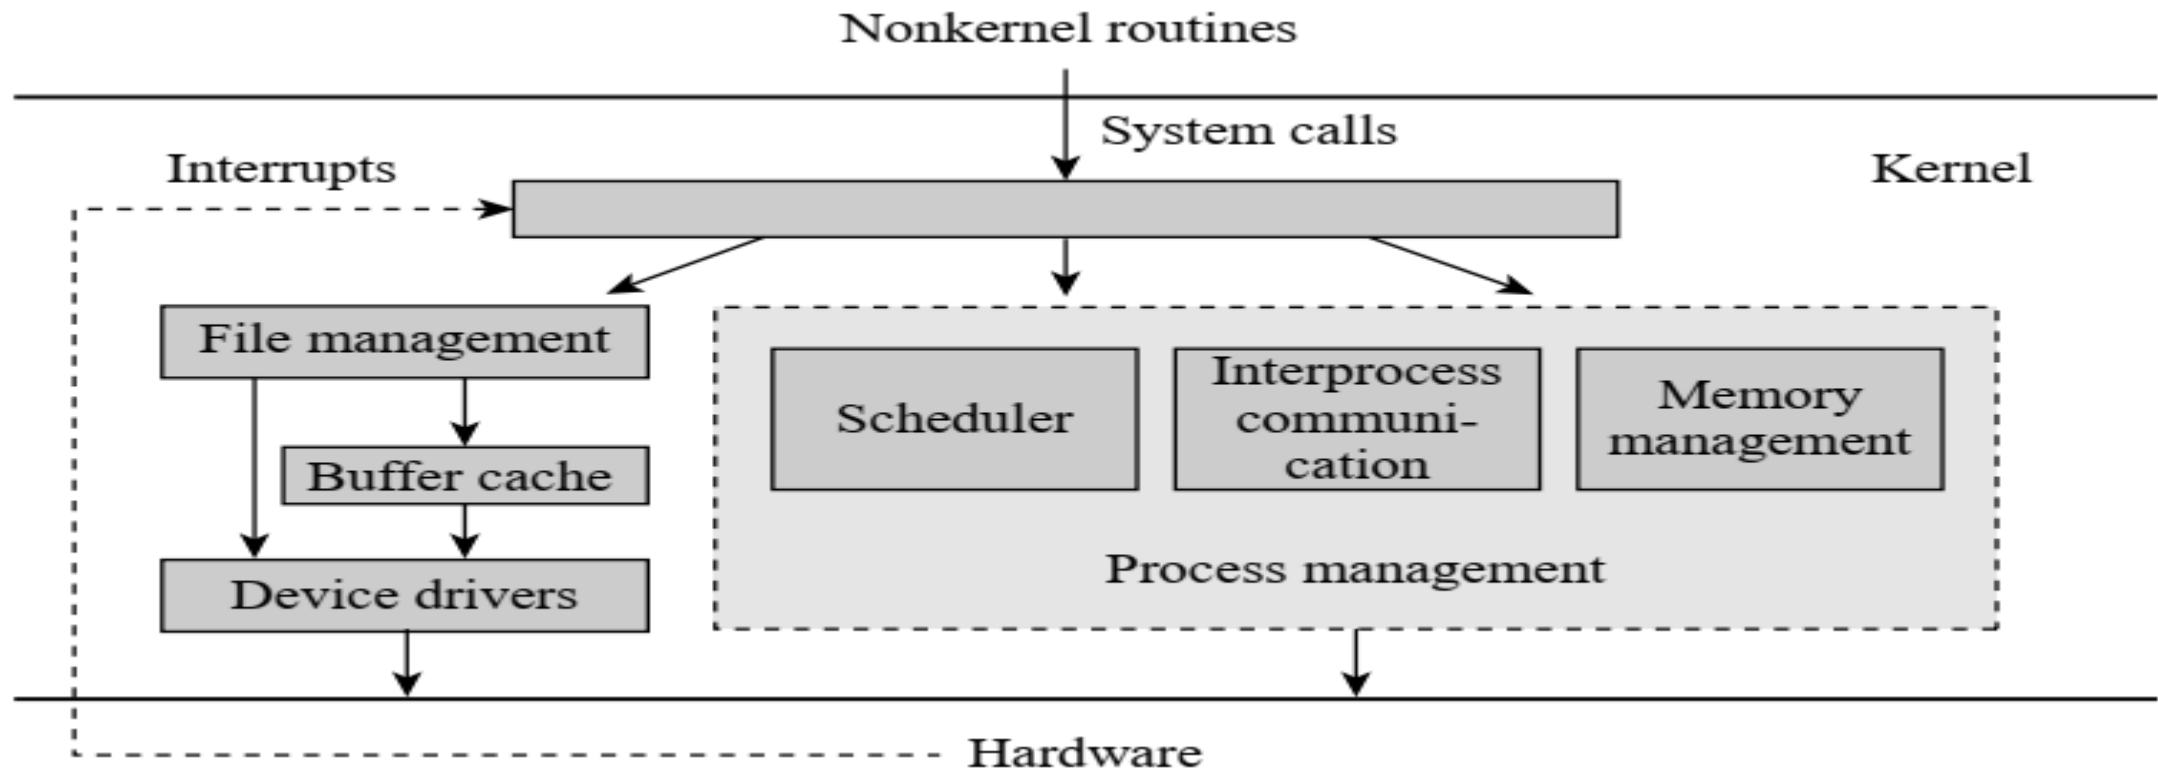 Nonkernel routines
System calls
Interrupts
Kernel
File management
Buffer cache
Device drivers
Scheduler
Interprocess
communi-
cation
Memory
management
Process management
Hardware